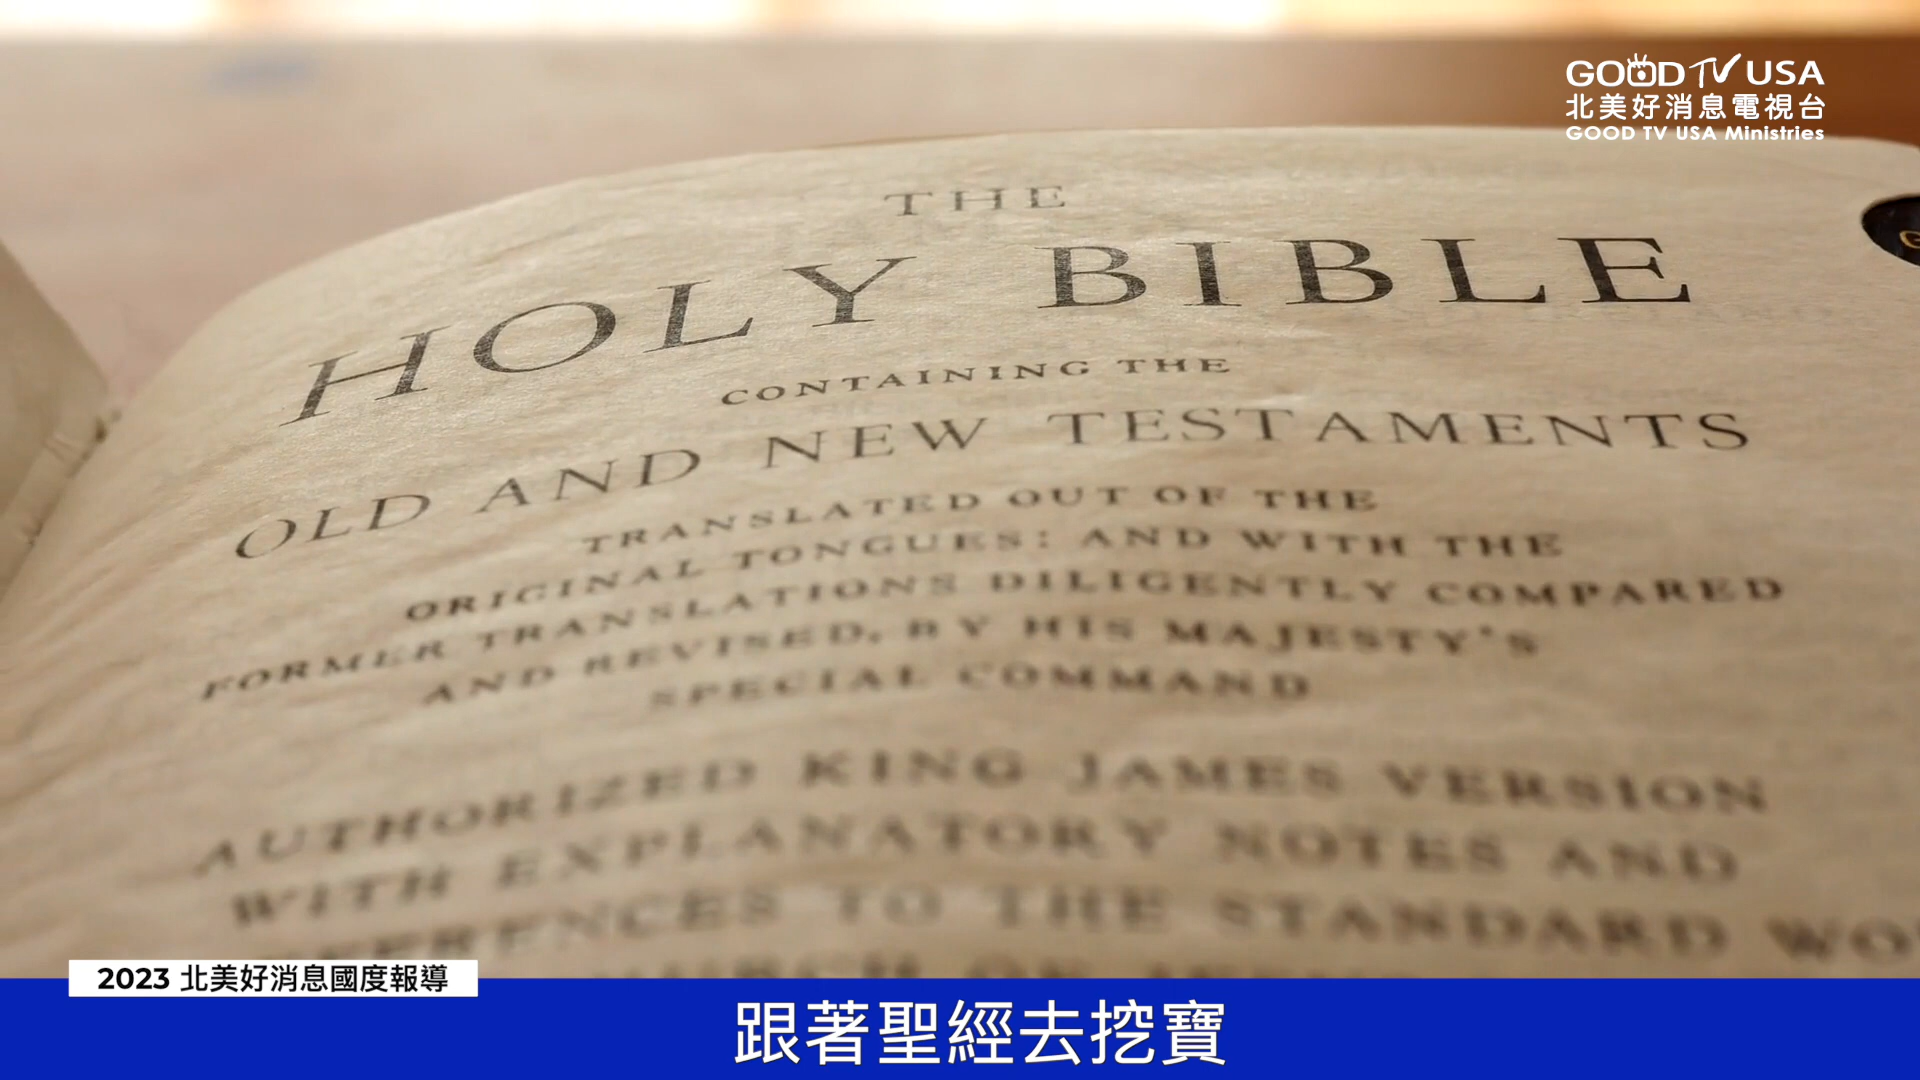 GOOD TV USA
北美好消息電視台
GOOD TV USA Ministries
THE
HOLY BIBLE
CONTAINING THE
OLD AND NEW TESTAMENTS
TRANSLATED OUT OF THE
ORIGINAL TONGUES: AND WITH THE
FORMER TRANSLATIONS DILIGENTLY COMPARED
AND REVISED, BY HIS MAJESTY'S
SPECIAL COMMAND
AUTHORIZED KING JAMES VERSION
WITH EXPLANATORY NOTES AND
TO THE STANDARD
2023 北美好消息國度報導
跟著聖經去挖寶